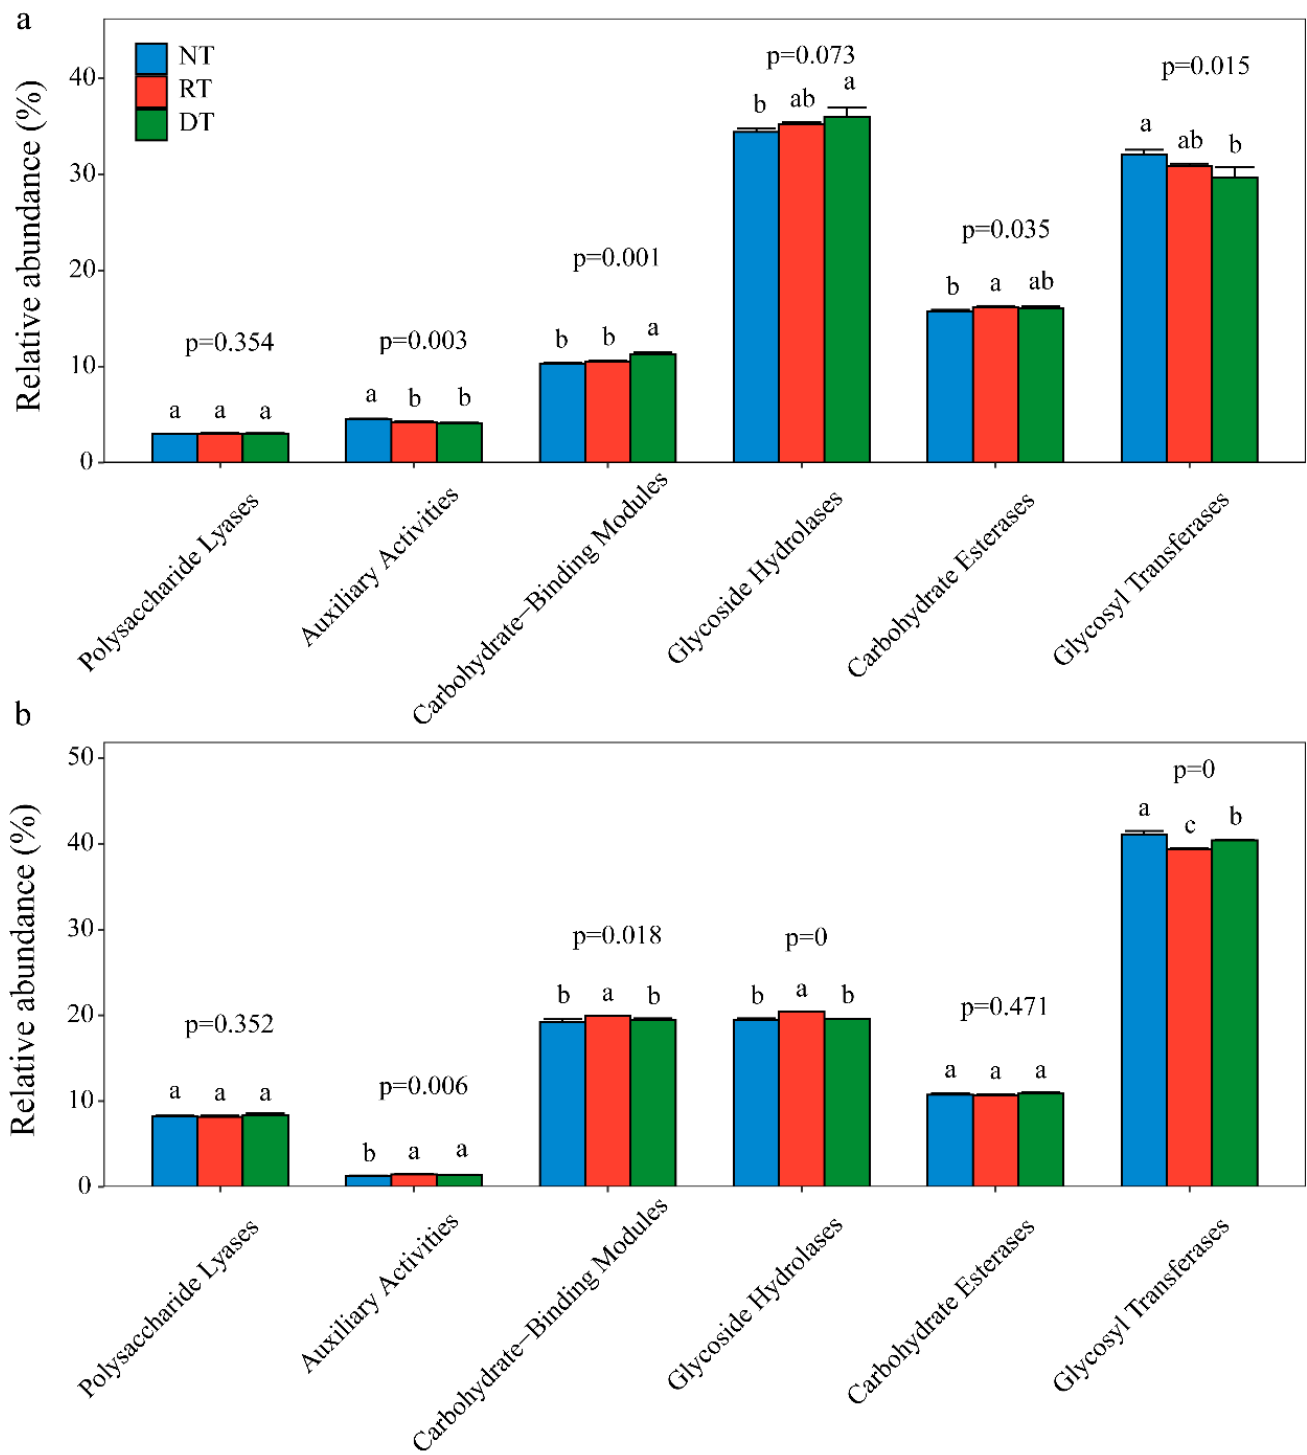 a
Relative abundance (%)
NT
RT
DT
40
30
20
10
0
p=0.354
a a a
p=0.003
a b b
p=0.001
b b a
p=0.073
b ab a
p=0.035
b a ab
p=0.015
a ab b
Polysaccharide Lyases
Auxiliary Activities
Carbohydrate−Binding Modules
Glycoside Hydrolases
Carbohydrate Esterases
Glycosyl Transferases
b
Relative abundance (%)
50
40
30
20
10
0
p=0.352
a a a
p=0.006
b a a
p=0.018
b a b
p=0
b a b
p=0.471
a a a
p=0
a c b
Polysaccharide Lyases
Auxiliary Activities
Carbohydrate−Binding Modules
Glycoside Hydrolases
Carbohydrate Esterases
Glycosyl Transferases